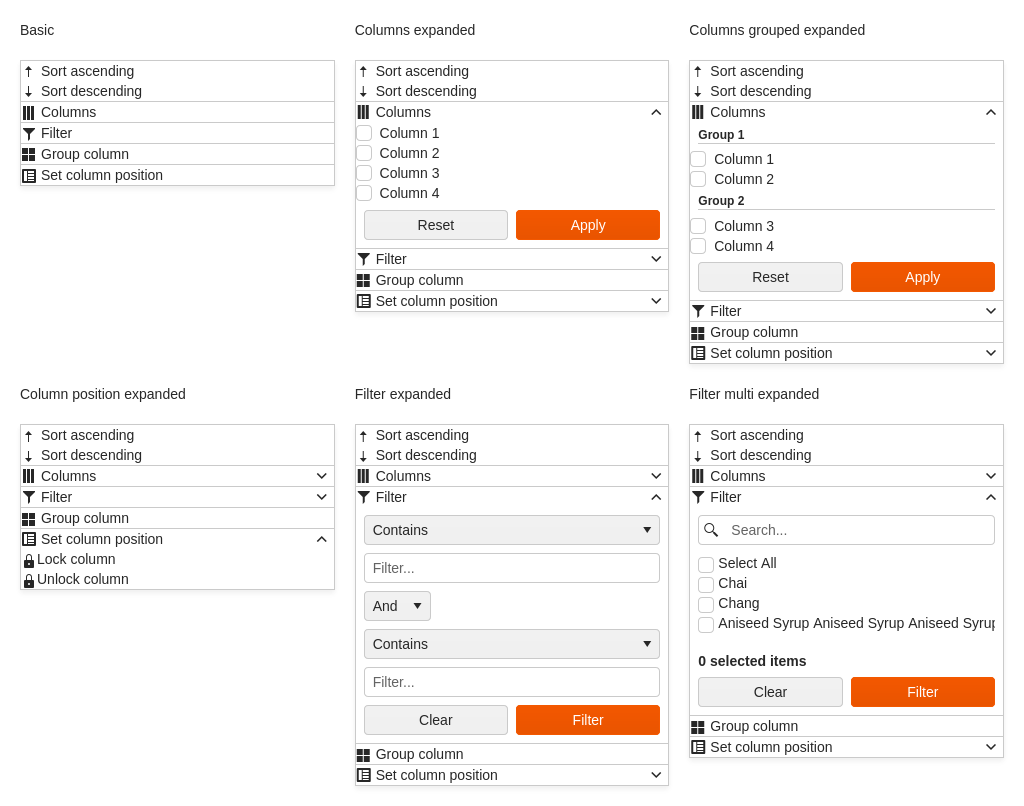 Basic
Sort ascending
Sort descending
Columns
Filter
Group column
Set column position
Columns expanded
Sort ascending
Sort descending
Columns
Column 1
Column 2
Column 3
Column 4
Reset Apply
Filter
Group column
Set column position
Columns grouped expanded
Sort ascending
Sort descending
Columns
Group 1
Column 1
Column 2
Group 2
Column 3
Column 4
Reset Apply
Filter
Group column
Set column position
Column position expanded
Sort ascending
Sort descending
Columns
Filter
Group column
Set column position
Lock column
Unlock column
Filter expanded
Sort ascending
Sort descending
Columns
Filter
Contains
Filter...
And
Contains
Filter...
Clear Filter
Group column
Set column position
Filter multi expanded
Sort ascending
Sort descending
Columns
Filter
Search...
Select All
Chai
Chang
Aniseed Syrup Aniseed Syrup Aniseed Syrup
0 selected items
Clear Filter
Group column
Set column position